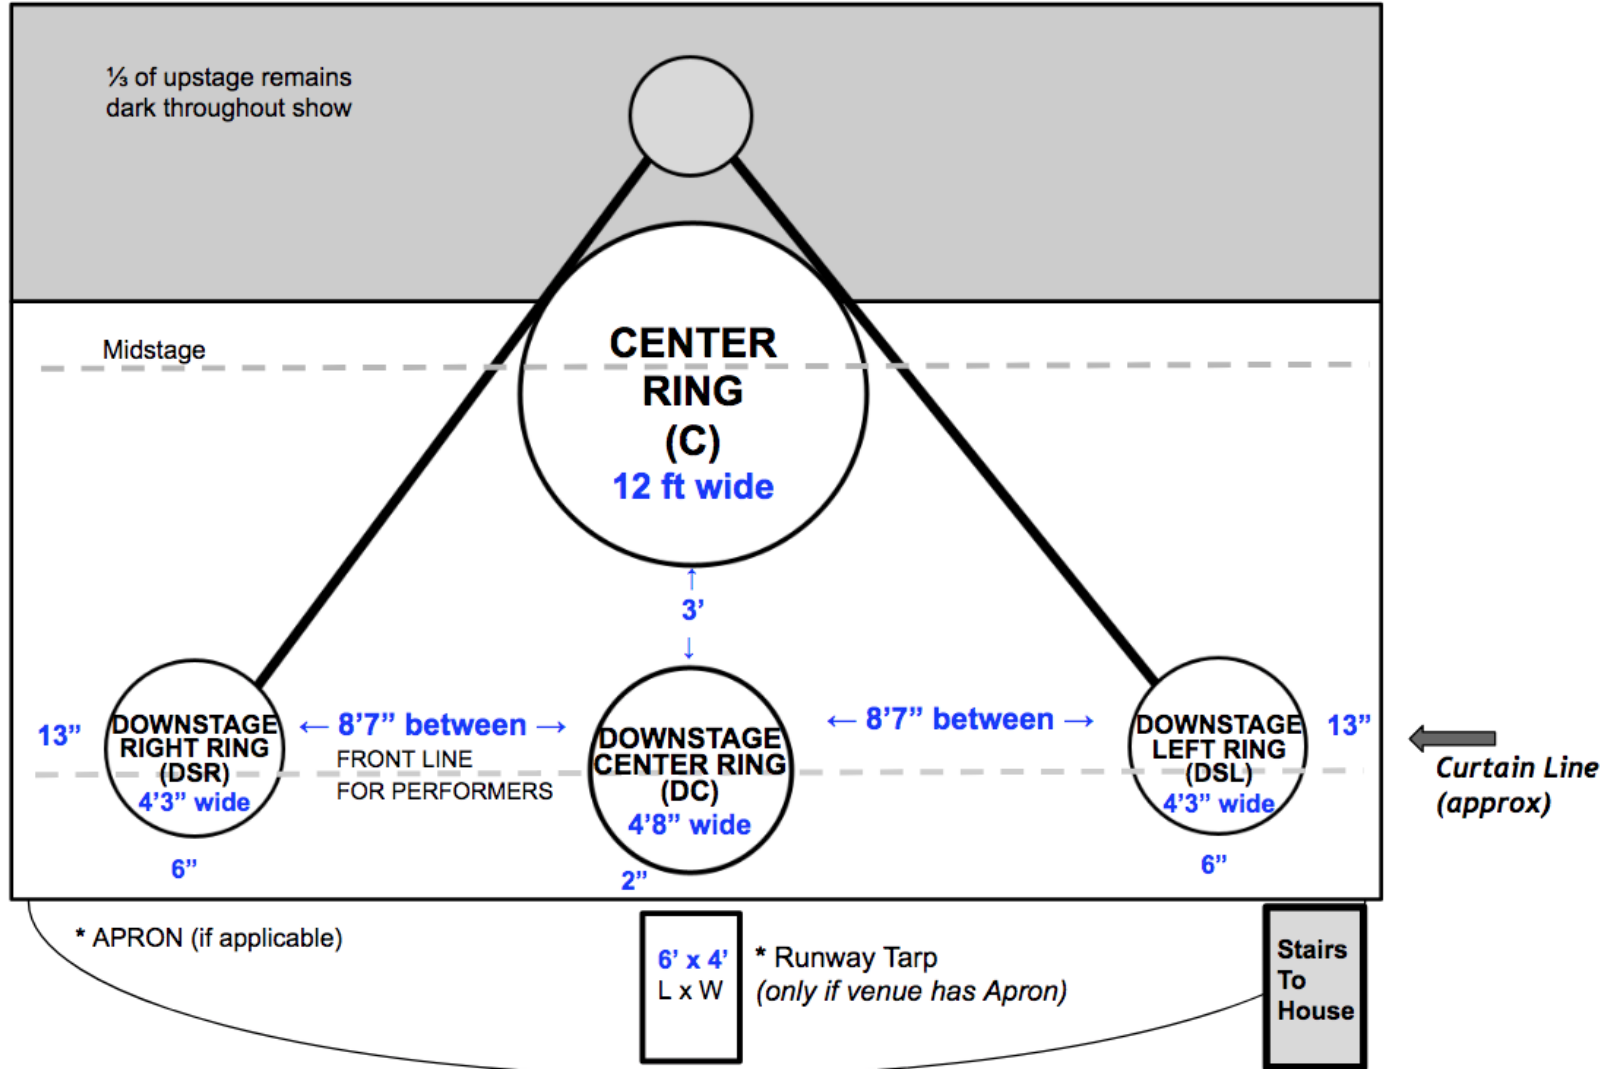 ⅓ of upstage remains
dark throughout show
Midstage
CENTER
RING
(C)
12 ft wide
↑
3’
↓
DOWNSTAGE
RIGHT RING
(DSR)
4’3” wide
13”
6”
← 8’7” between →
FRONT LINE
FOR PERFORMERS
DOWNSTAGE
CENTER RING
(DC)
4’8” wide
2”
← 8’7” between →
DOWNSTAGE
LEFT RING
(DSL)
4’3” wide
13”
6”
Curtain Line
(approx)
* APRON (if applicable)
6’ x 4’
L x W
* Runway Tarp
(only if venue has Apron)
Stairs
To
House